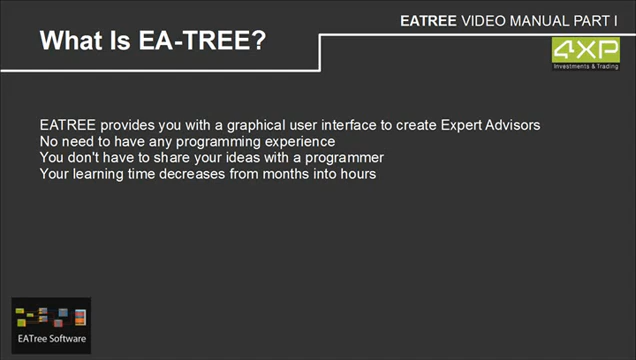 EATREE VIDEO MANUAL PART I
What Is EA-TREE?
4XP
Investments & Trading
EATREE provides you with a graphical user interface to create Expert Advisors
No need to have any programming experience
You don't have to share your ideas with a programmer
Your learning time decreases from months into hours
EATree Software